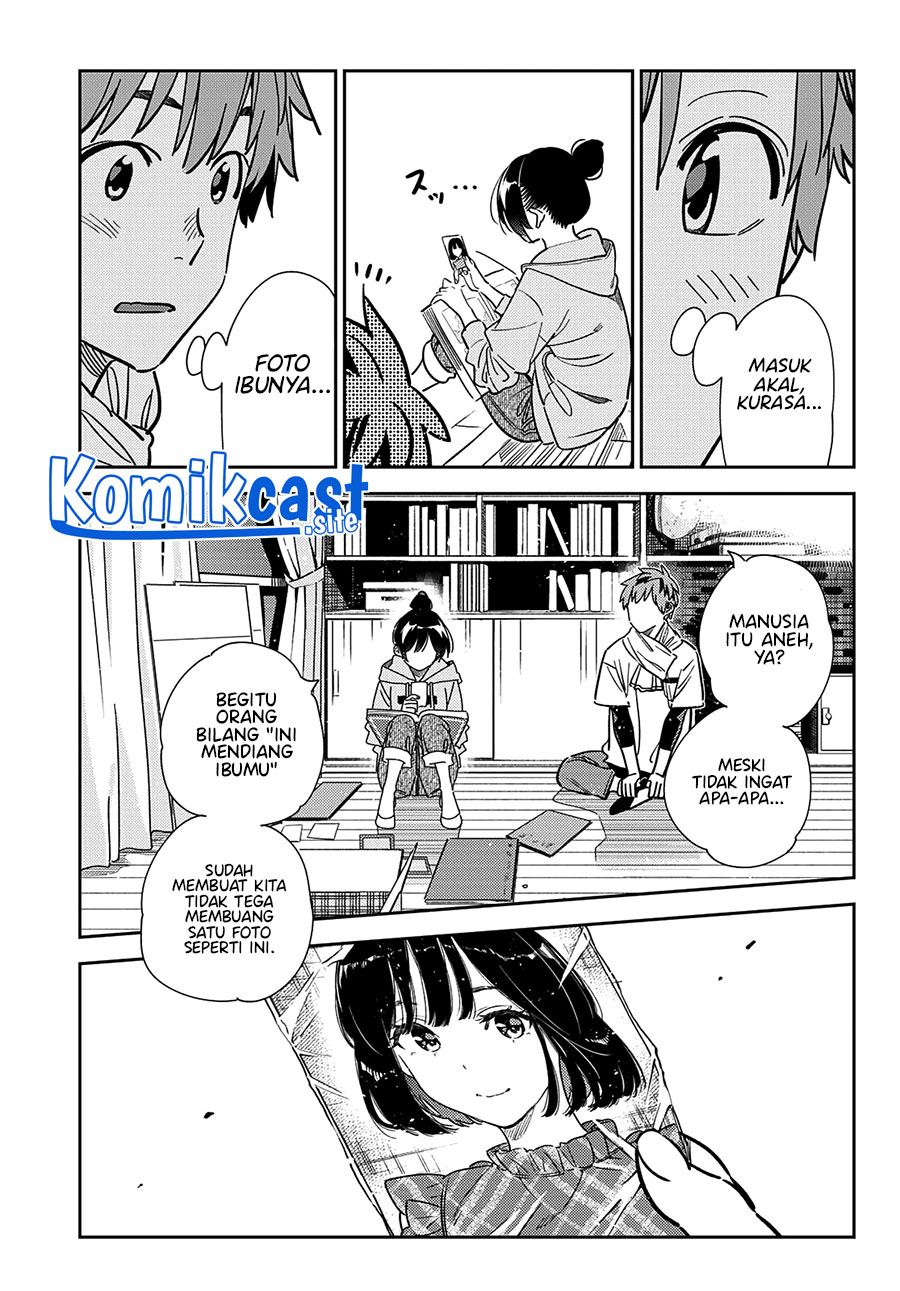 MASUK
AKAL,
KURASA...
スッ...
FOTO
IBUNYA...
Komikcast
.site
MANUSIA
ITU ANEH,
YA?
MESKI
TIDAK INGAT
APA-APA...
BEGITU
ORANG
BILANG "INI
MENDIANG
IBUMU"
SUDAH
MEMBUAT KITA
TIDAK TEGA
MEMBUANG
SATU FOTO
SEPERTI INI.